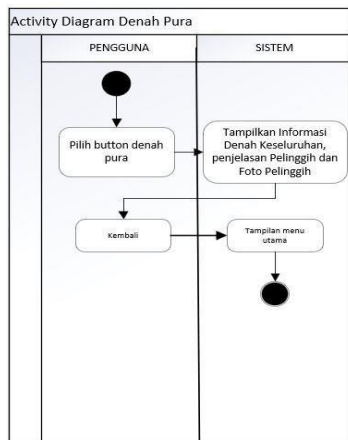 Activity Diagram Denah Pura
PENGGUNA
SISTEM
Pilih button denah
pura
Tampilkan Informasi
Denah Keseluruhan,
penjelasan Pelinggih dan
Foto Pelinggih
Kembali
Tampilan menu
utama